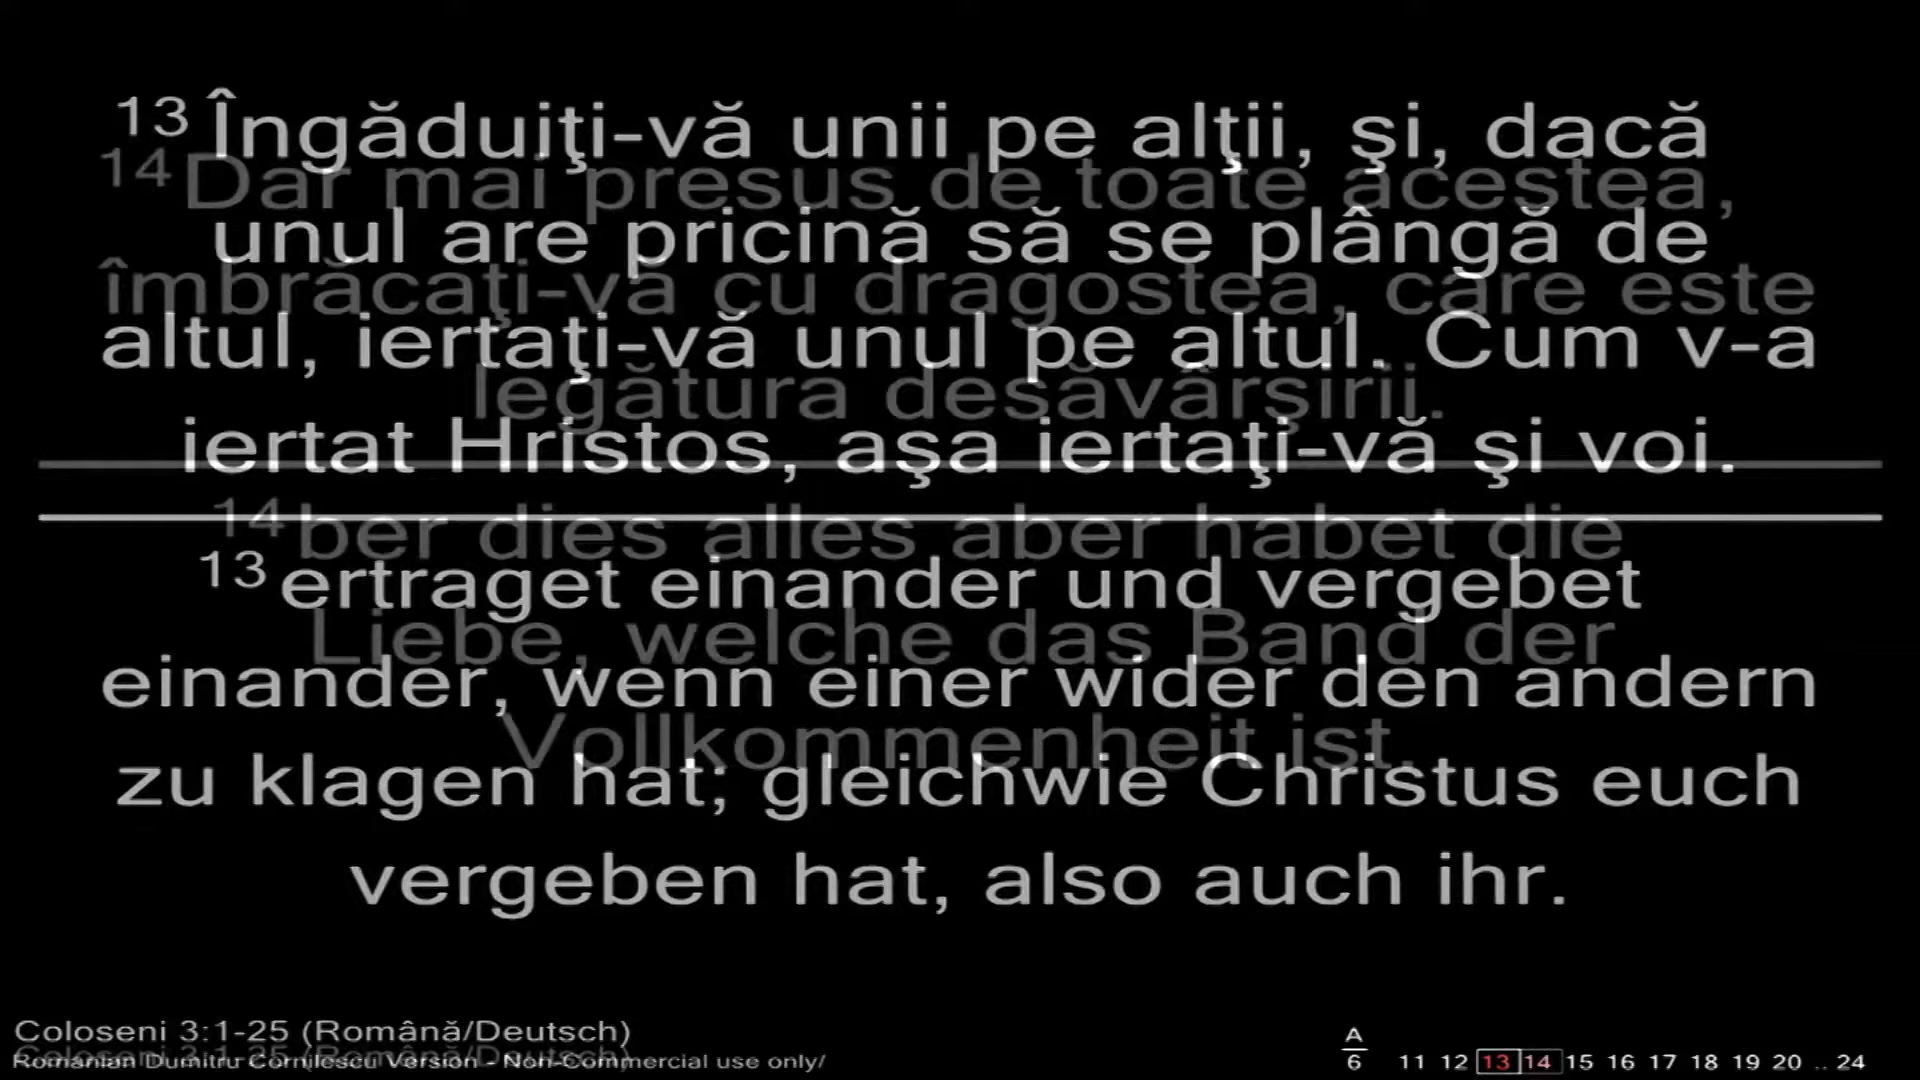 13 Îngăduiţi-vă unii pe alţii, şi, dacă
unul are pricină să se plângă de
altul, iertaţi-vă unul pe altul. Cum v-a
iertat Hristos, aşa iertaţi-vă şi voi.
14 Dar mai presus de toate acestea,
îmbrăcaţi-vă cu dragostea, care este
legătura desăvârşirii.
13 ertraget einander und vergebet
einander, wenn einer wider den andern
zu klagen hat; gleichwie Christus euch
vergeben hat, also auch ihr.
14 ber dies alles aber habet die
Liebe, welche das Band der
Vollkommenheit ist.
Coloseni 3:1-25 (Română/Deutsch)
Coloseni 3:1-25 (Română/Deutsch)
Romanian Dumitru Cornilescu Version - Non-Commercial use only/
A
6
11 12 13 14 15 16 17 18 19 20 .. 24